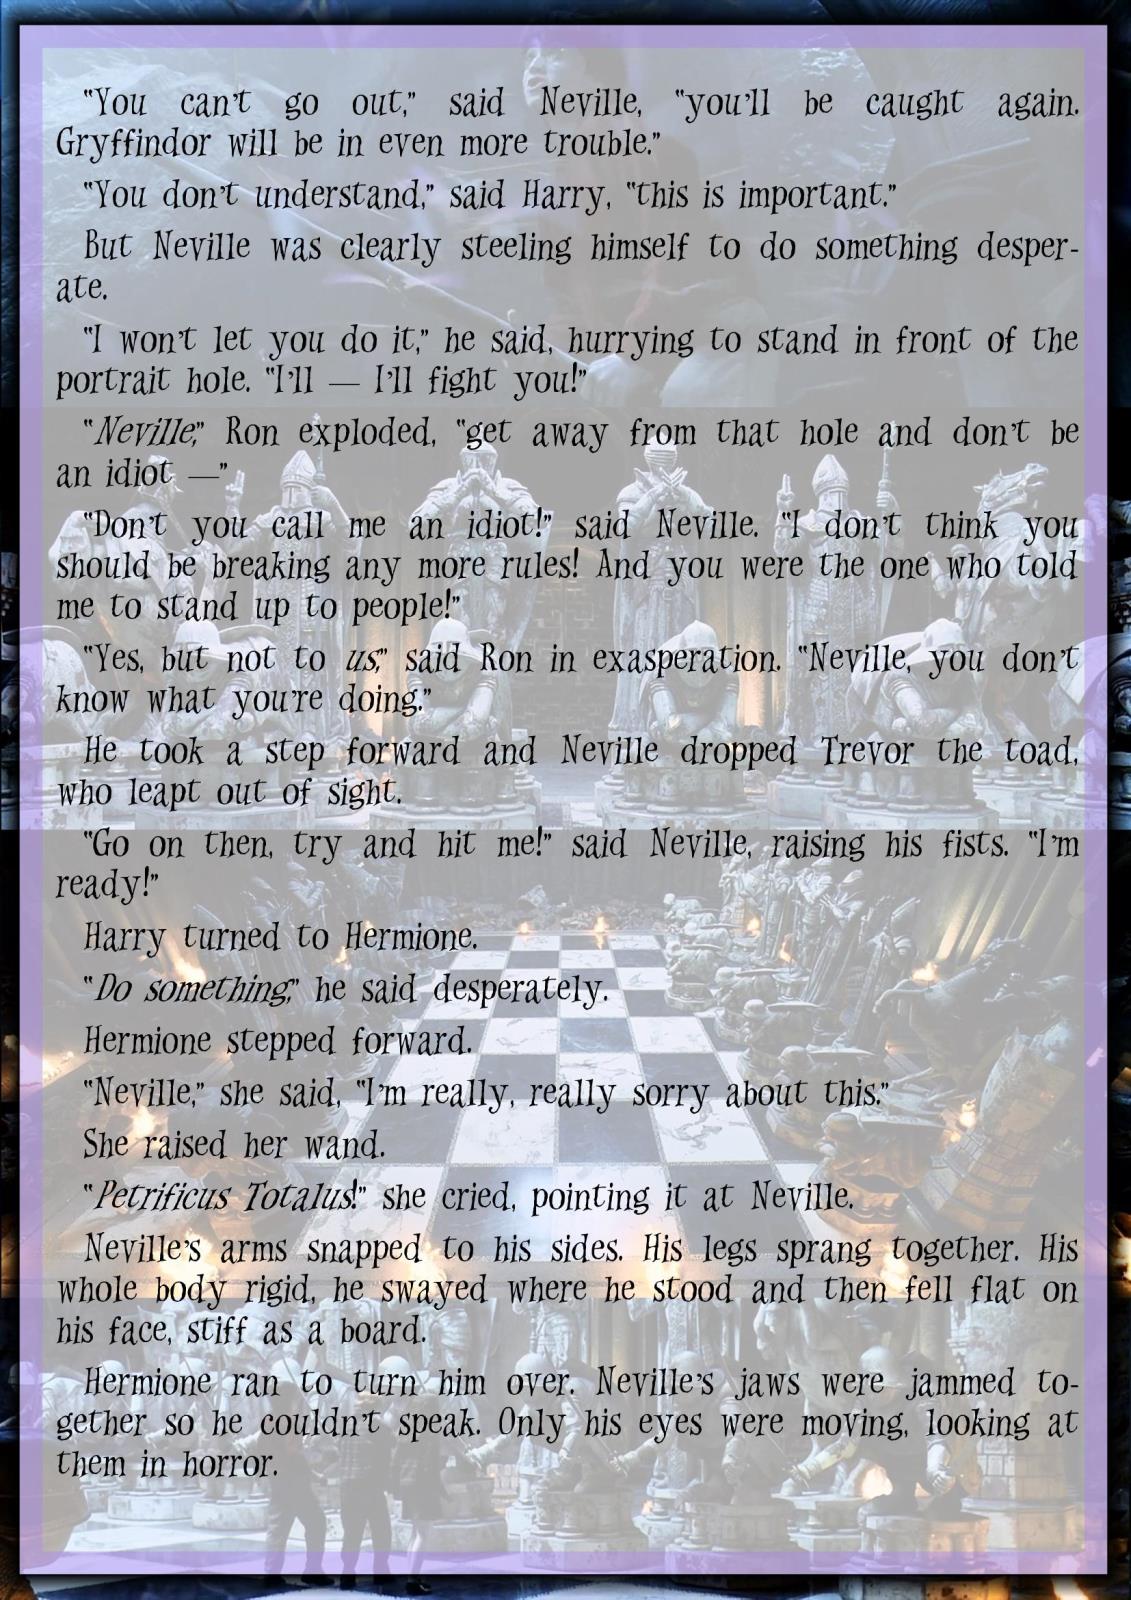 "You can't go out," said Neville, "you'll be caught again.
Gryffindor will be in even more trouble."
"You don't understand," said Harry, "this is important."
But Neville was clearly steeling himself to do something desper-
ate.
"I won't let you do it," he said, hurrying to stand in front of the
portrait hole. "I'll — I'll fight you!"
"Neville," Ron exploded, "get away from that hole and don't be
an idiot —"
"Don't you call me an idiot!" said Neville. "I don't think you
should be breaking any more rules! And you were the one who told
me to stand up to people!"
"Yes, but not to us," said Ron in exasperation. "Neville, you don't
know what you're doing."
He took a step forward and Neville dropped Trevor the toad,
who leapt out of sight.
"Go on then, try and hit me!" said Neville, raising his fists. "I'm
ready!"
Harry turned to Hermione.
"Do something," he said desperately.
Hermione stepped forward.
"Neville," she said, "I'm really, really sorry about this."
She raised her wand.
"Petrificus Totalus!" she cried, pointing it at Neville.
Neville's arms snapped to his sides. His legs sprang together. His
whole body rigid, he swayed where he stood and then fell flat on
his face, stiff as a board.
Hermione ran to turn him over. Neville's jaws were jammed to-
gether so he couldn't speak. Only his eyes were moving, looking at
them in horror.